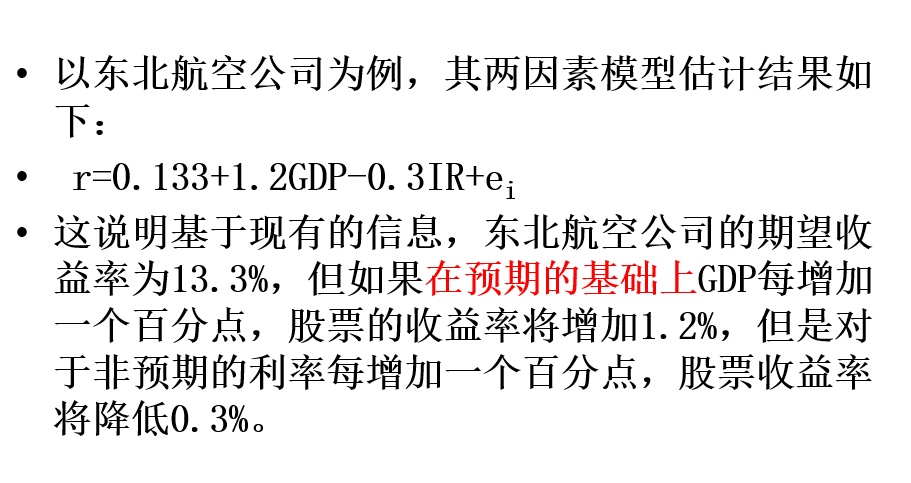 • 以东北航空公司为例，其两因素模型估计结果如
下：
• r=0.133+1.2GDP-0.3IR+eᵢ
• 这说明基于现有的信息，东北航空公司的期望收
益率为13.3%，但如果在预期的基础上GDP每增加
一个百分点，股票的收益率将增加1.2%，但是对
于非预期的利率每增加一个百分点，股票收益率
将降低0.3%。